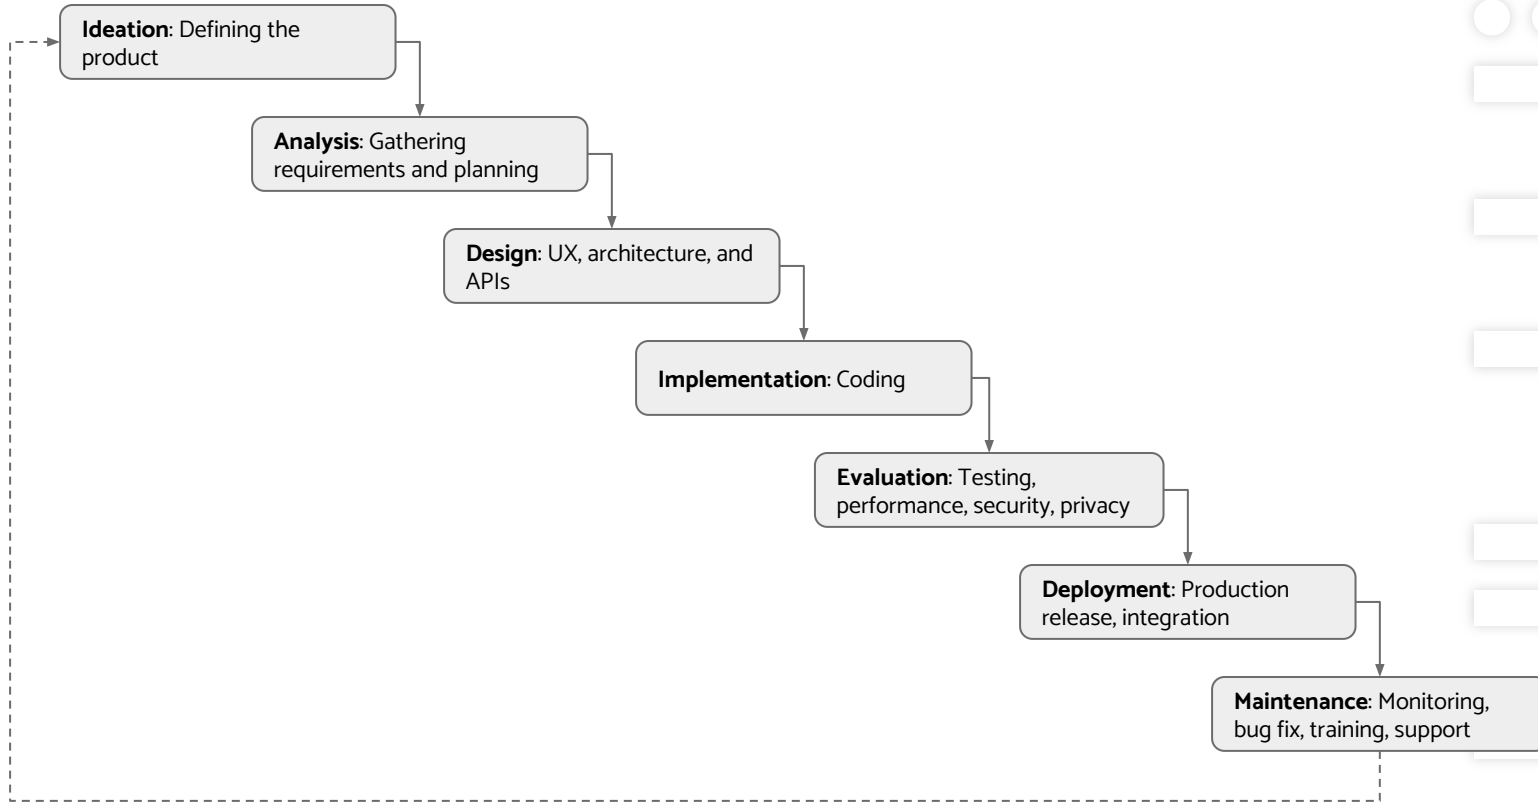 Ideation: Defining the
product
Analysis: Gathering
requirements and planning
Design: UX, architecture, and
APIs
Implementation: Coding
Evaluation: Testing,
performance, security, privacy
Deployment: Production
release, integration
Maintenance: Monitoring,
bug fix, training, support